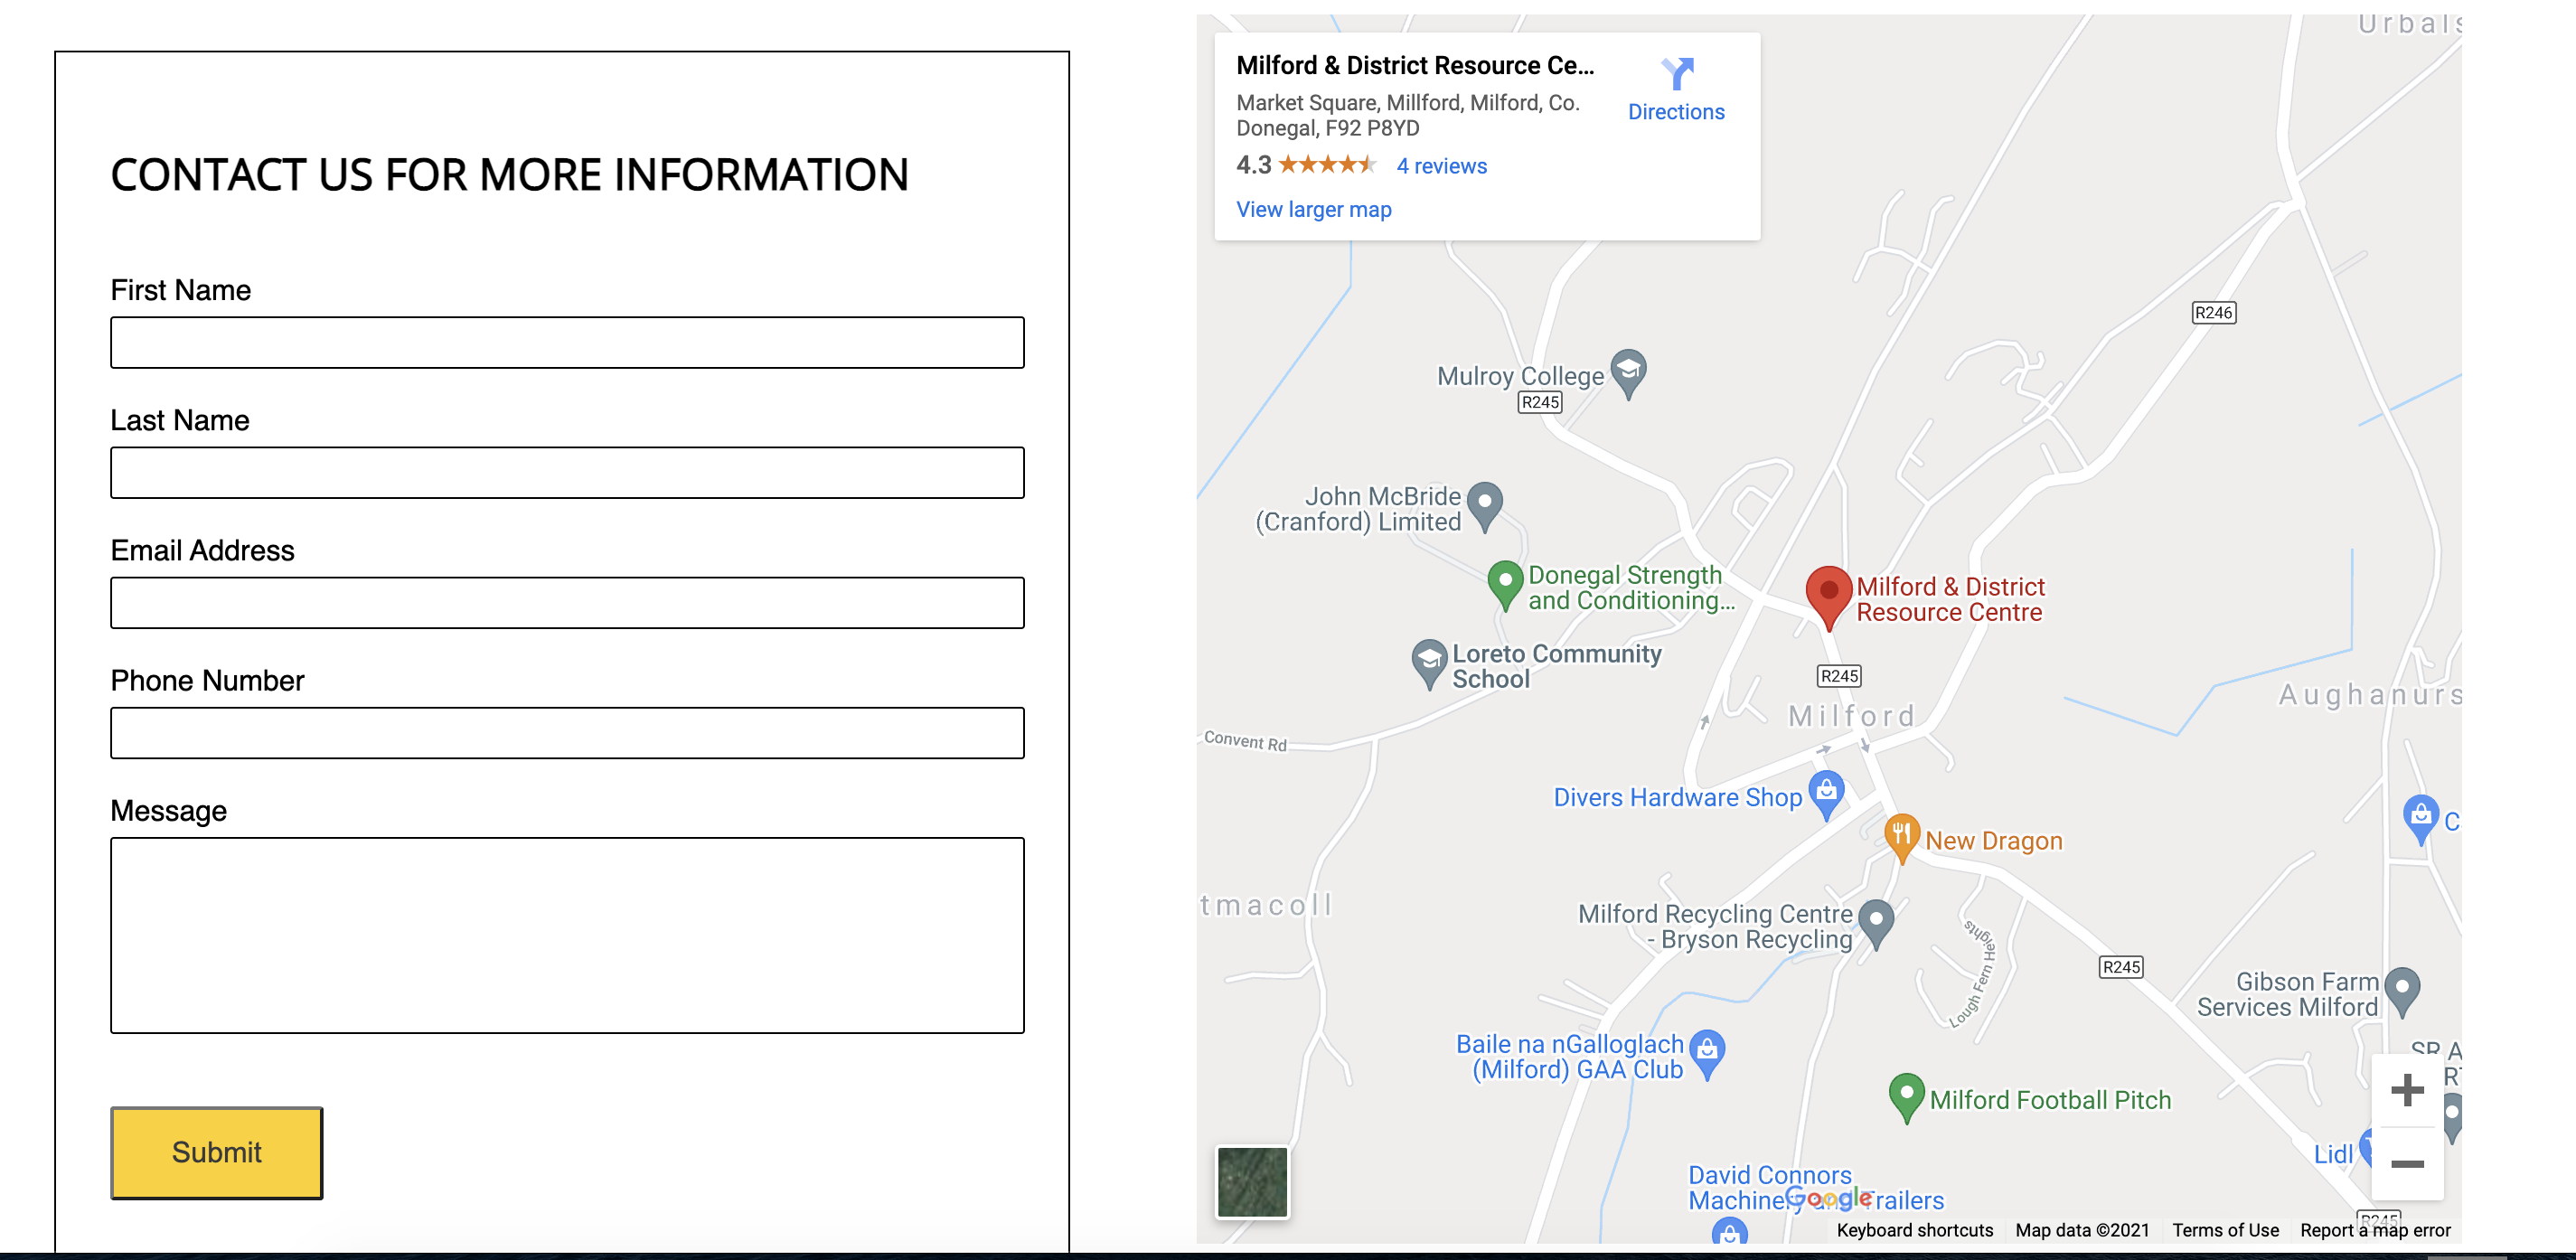 CONTACT US FOR MORE INFORMATION
First Name
Last Name
Email Address
Phone Number
Message
Submit
Milford & District Resource Ce...
Market Square, Millford, Milford, Co.
Donegal, F92 P8YD
4.3
4 reviews
View larger map
Directions
Urbals
R246
Mulroy College
R245
John McBride
(Cranford) Limited
Donegal Strength
and Conditioning...
Milford & District
Resource Centre
Loreto Community
School
R245
Milford
Aughanurs
Convent Rd
Divers Hardware Shop
C
New Dragon
tmacoll
Milford Recycling Centre
- Bryson Recycling
Lough Fern Heights
R245
Gibson Farm
Services Milford
Baile na nGalloglach
(Milford) GAA Club
SR A
RT
Milford Football Pitch
Lidl
David Connors
Machinery and Trailers
Google
R245
Keyboard shortcuts
Map data ©2021
Terms of Use
Report a map error